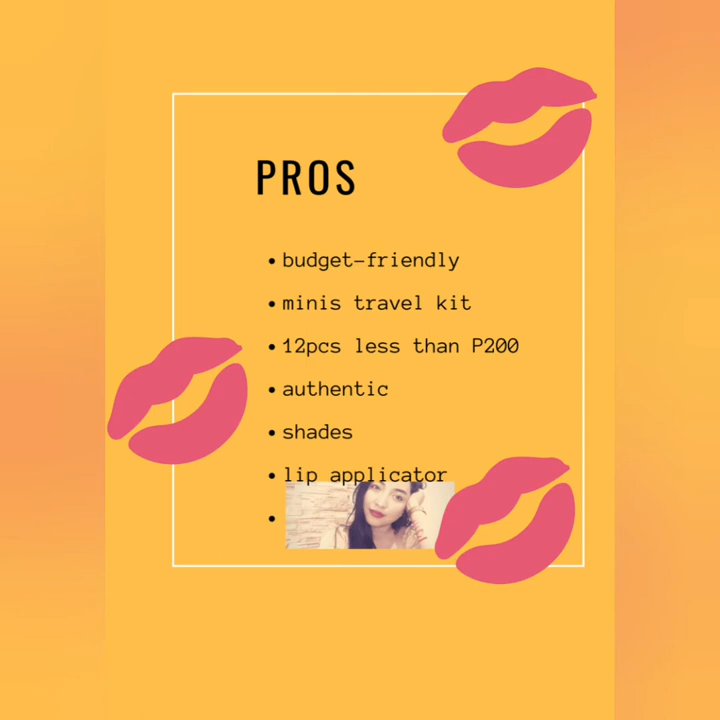 PROS
• budget-friendly
• minis travel kit
• 12pcs less than P200
• authentic
• shades
• lip applicator
•